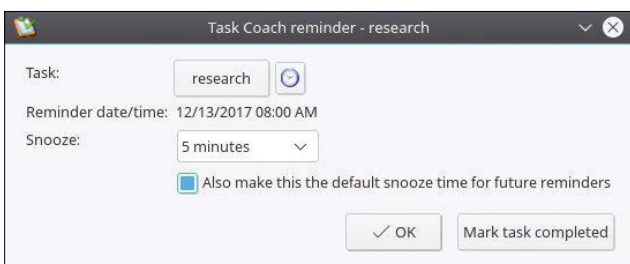 Task Coach reminder - research
Task: research
Reminder date/time: 12/13/2017 08:00 AM
Snooze: 5 minutes
Also make this the default snooze time for future reminders
OK Mark task completed